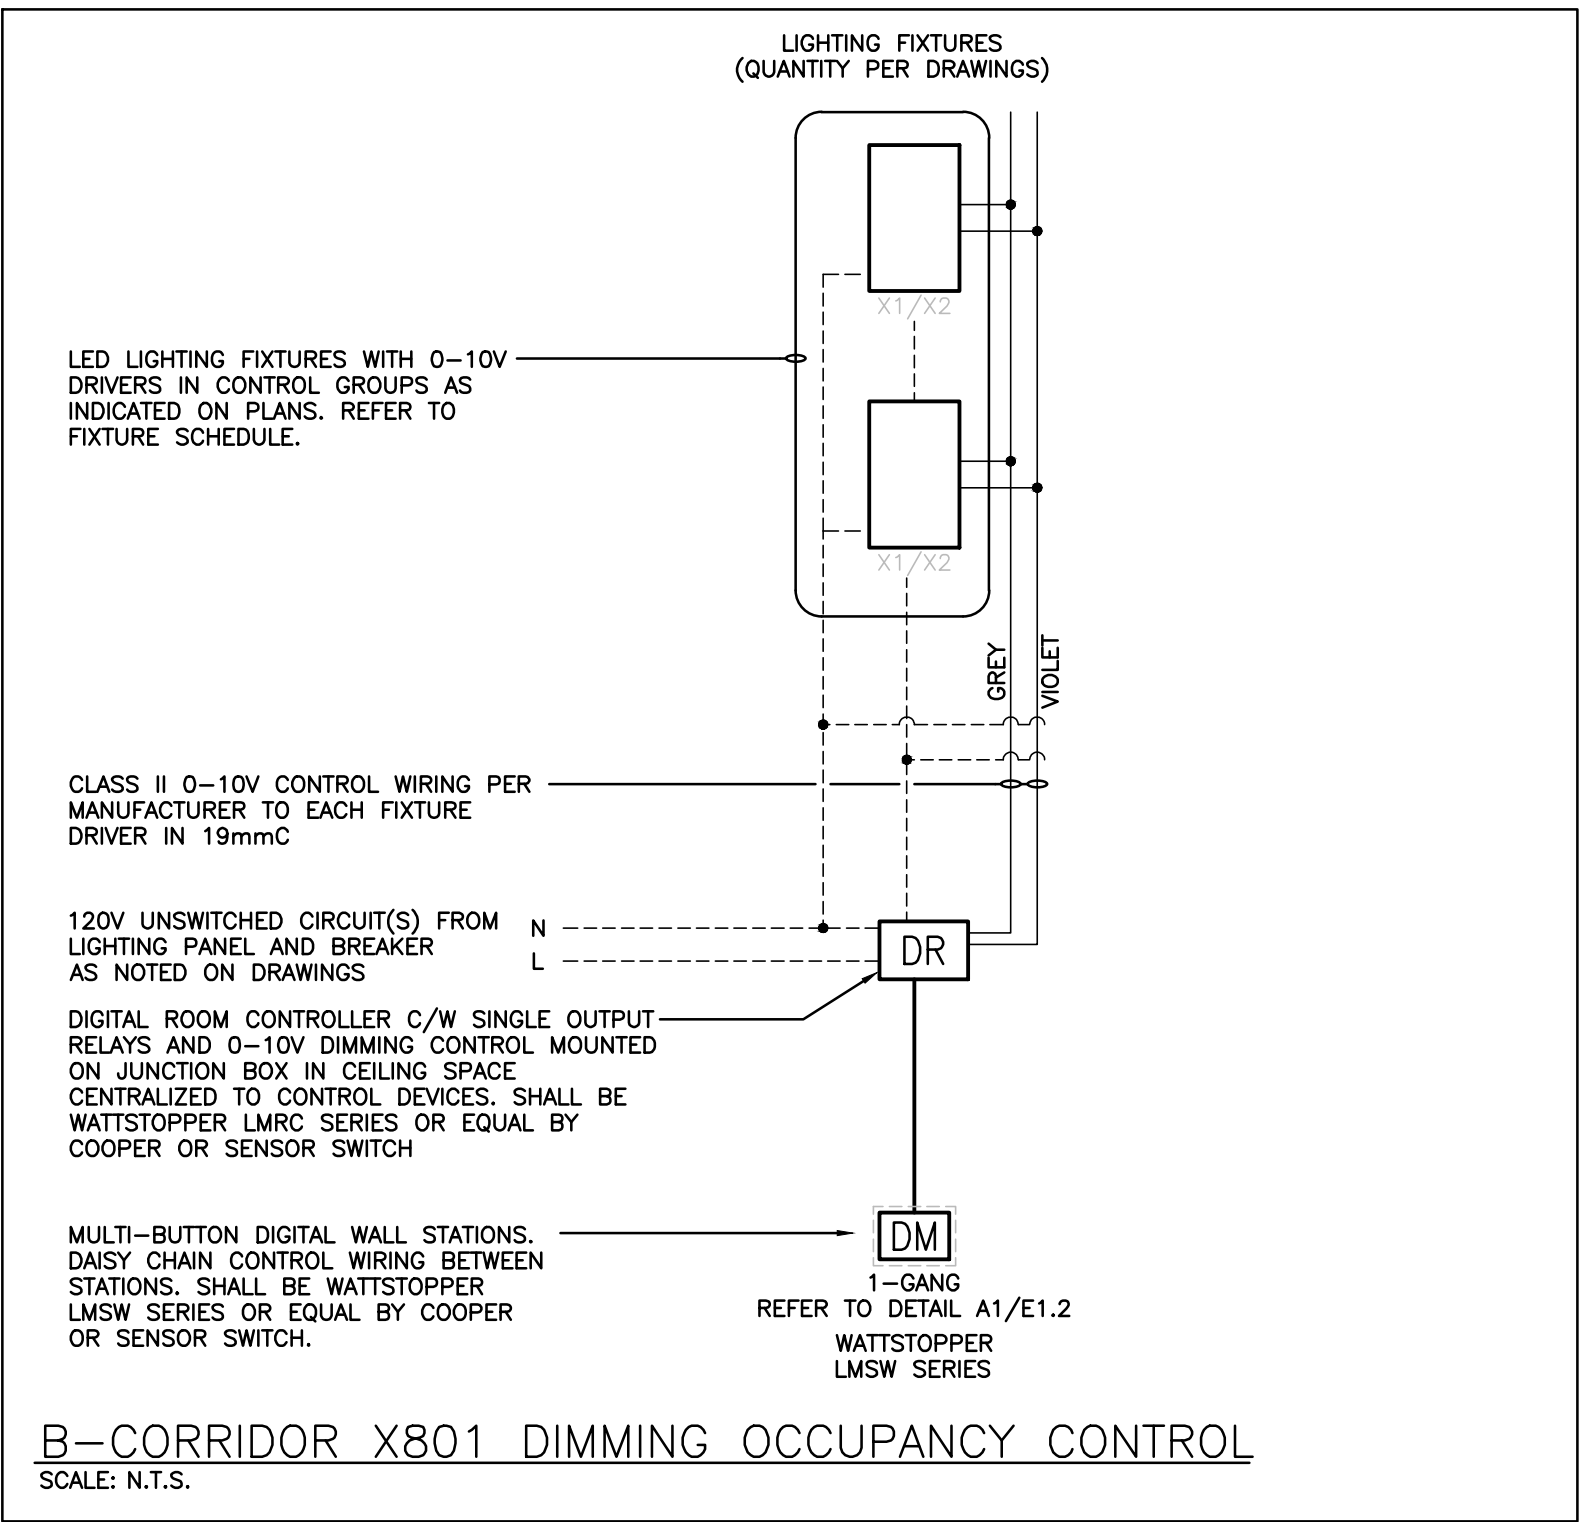 LIGHTING FIXTURES
(QUANTITY PER DRAWINGS)
X1/X2
LED LIGHTING FIXTURES WITH 0-10V
DRIVERS IN CONTROL GROUPS AS
INDICATED ON PLANS. REFER TO
FIXTURE SCHEDULE.
X1/X2
GREY
VIOLET
CLASS II 0-10V CONTROL WIRING PER
MANUFACTURER TO EACH FIXTURE
DRIVER IN 19mmC
120V UNSWITCHED CIRCUIT(S) FROM
LIGHTING PANEL AND BREAKER
AS NOTED ON DRAWINGS
N
L
DR
DIGITAL ROOM CONTROLLER C/W SINGLE OUTPUT
RELAYS AND 0-10V DIMMING CONTROL MOUNTED
ON JUNCTION BOX IN CEILING SPACE
CENTRALIZED TO CONTROL DEVICES. SHALL BE
WATTSTOPPER LMRC SERIES OR EQUAL BY
COOPER OR SENSOR SWITCH
MULTI-BUTTON DIGITAL WALL STATIONS.
DAISY CHAIN CONTROL WIRING BETWEEN
STATIONS. SHALL BE WATTSTOPPER
LMSW SERIES OR EQUAL BY COOPER
OR SENSOR SWITCH.
DM
1-GANG
REFER TO DETAIL A1/E1.2
WATTSTOPPER
LMSW SERIES
B-CORRIDOR X801 DIMMING OCCUPANCY CONTROL
SCALE: N.T.S.